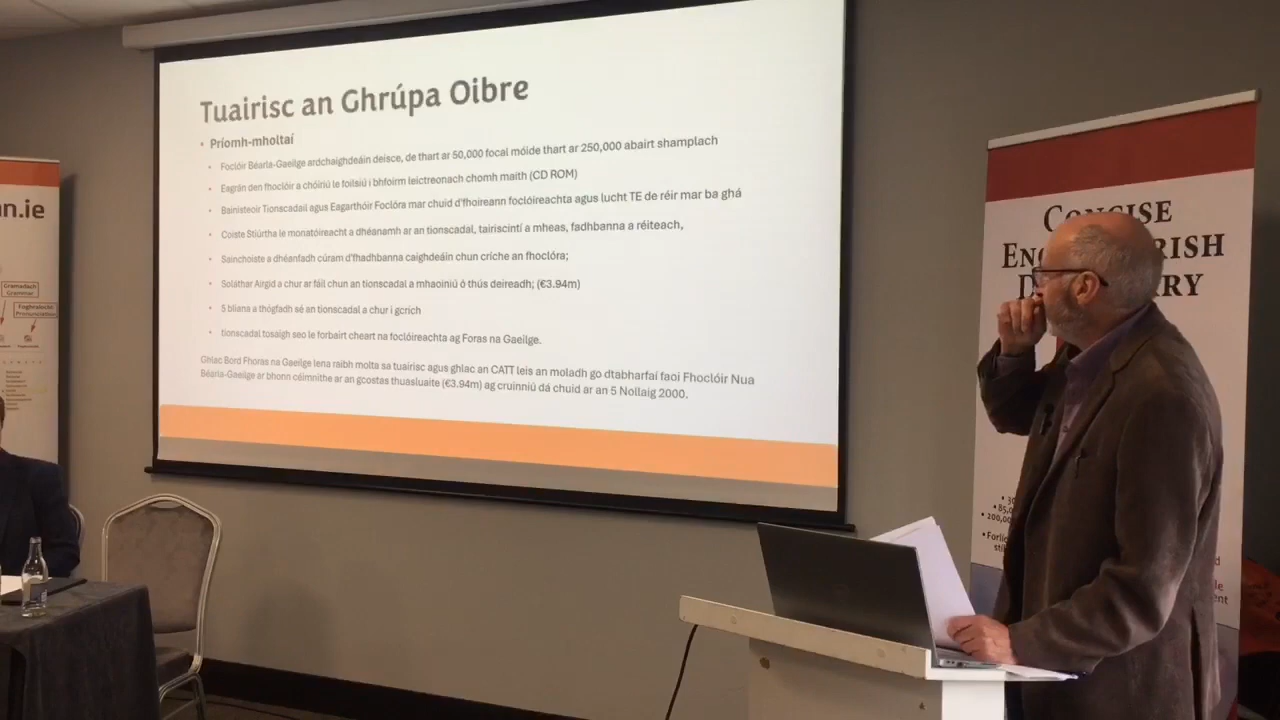 Tuairisc an Ghrúpa Oibre
• Príomh-mholtaí
• Foclóir Béarla-Gaeilge ardchaighdeáin deisce, de thart ar 50,000 focal móide thart ar 250,000 abairt shamplach
• Eagrán den fhoclóir a chóiriú le foilsiú i bhfoirm leictreonach chomh maith (CD ROM)
• Bainisteoir Tionscadail agus Eagarthóir Foclóra mar chuid d'fhoireann foclóireachta agus lucht TE de réir mar ba ghá
• Coiste Stiúrtha le monatóireacht a dhéanamh ar an tionscadal, tairiscintí a mheas, fadhbanna a réiteach,
• Sainchoiste a dhéanfadh cúram d'fhadhbanna caighdeáin chun críche an fhoclóra;
• Soláthar Airgid a chur ar fáil chun an tionscadal a mhaoiniú ó thús deireadh; (€3.94m)
• 5 bliana a thógfadh sé an tionscadal a chur i gcrích
• tionscadal tosaigh seo le forbairt cheart na foclóireachta ag Foras na Gaeilge.
Ghlac Bord Fhoras na Gaeilge lena raibh molta sa tuairisc agus ghlac an CATT leis an moladh go dtabharfaí faoi Fhoclóir Nua
Béarla-Gaeilge ar bhonn céimnithe ar an gcostas thuasluaite (€3.94m) ag cruinniú dá chuid ar an 5 Nollaig 2000.
n.ie
Gramadach
Grammar
Foghraíocht
Pronunciation
CONCISE